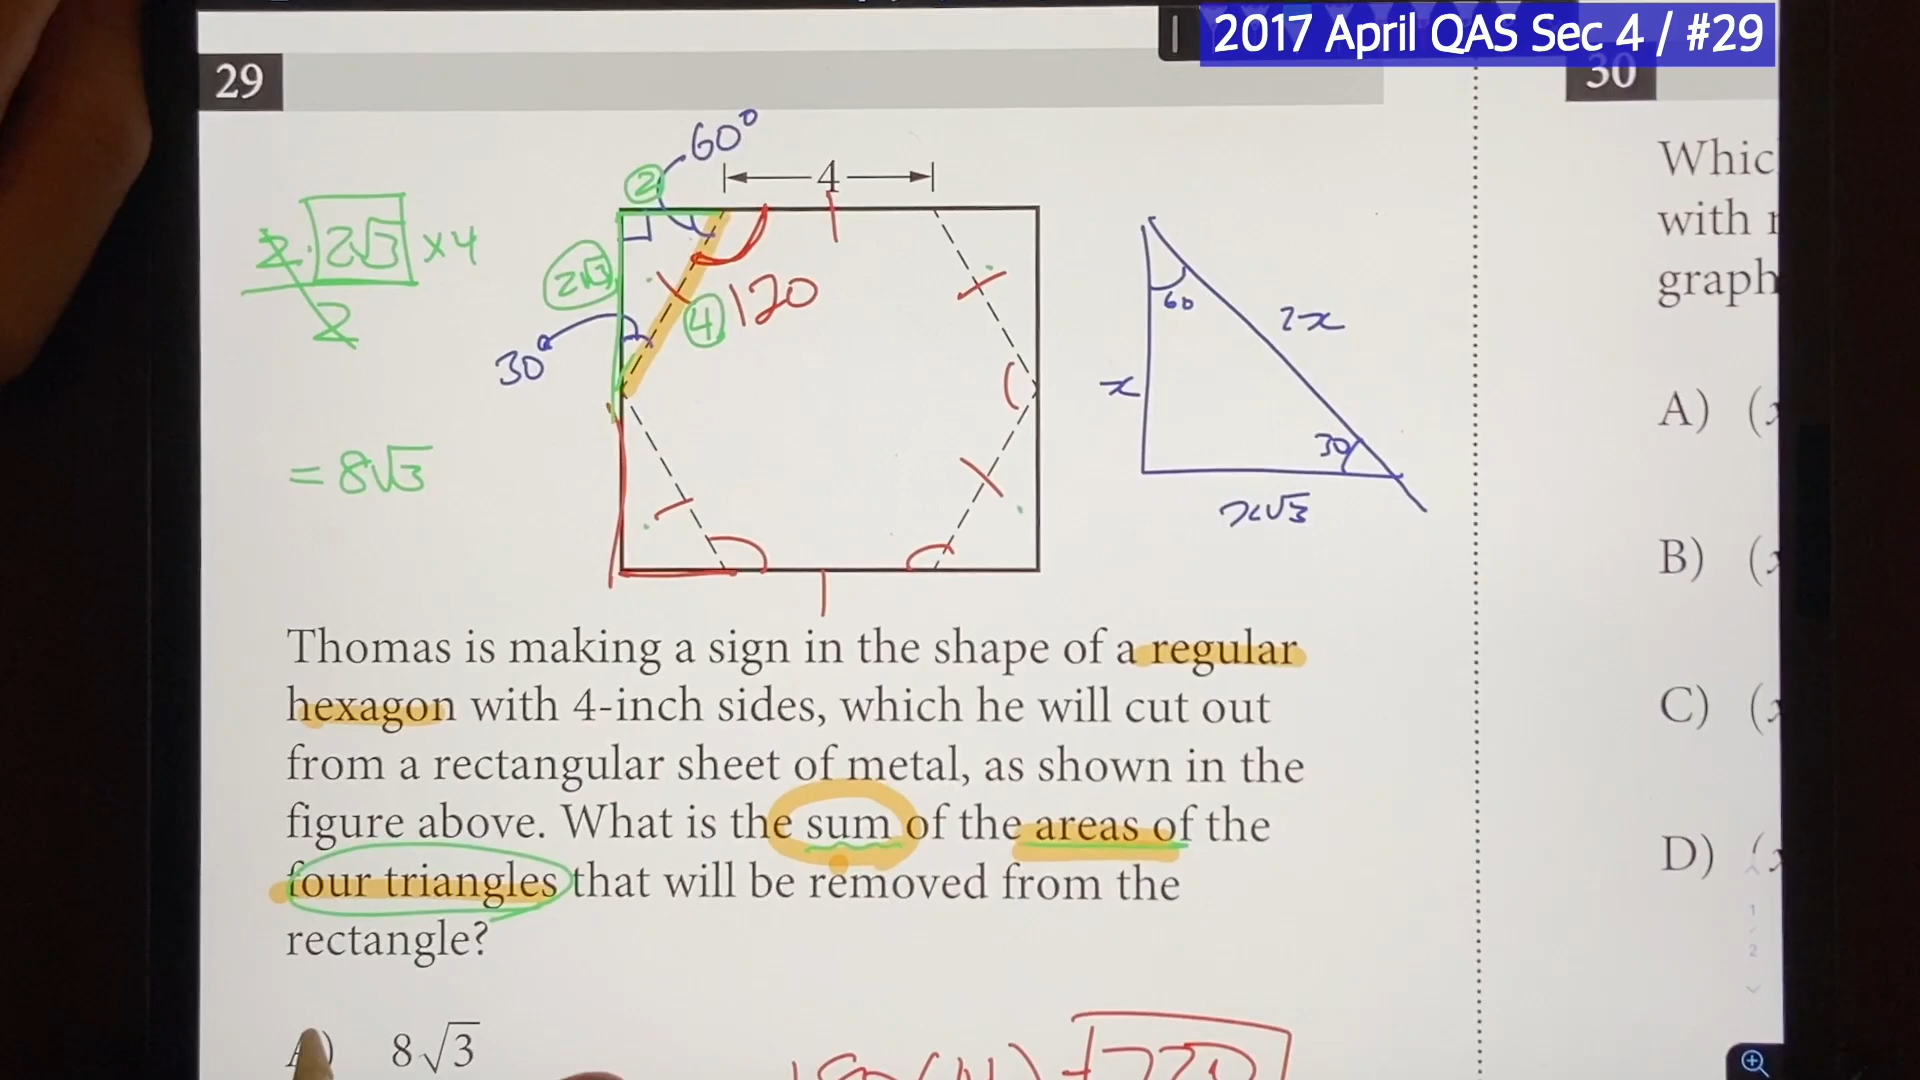 2017 April QAS Sec 4 / #29
29
30
60°
2
4
2·2√3 × 4
2
2√3
4
120
30
= 8√3
60
2x
x
30
x√3
Thomas is making a sign in the shape of a regular
hexagon with 4-inch sides, which he will cut out
from a rectangular sheet of metal, as shown in the
figure above. What is the sum of the areas of the
four triangles that will be removed from the
rectangle?
A) 8√3
720
Whic
with
graph
A) (
B) (
C) (
D) (
1
2